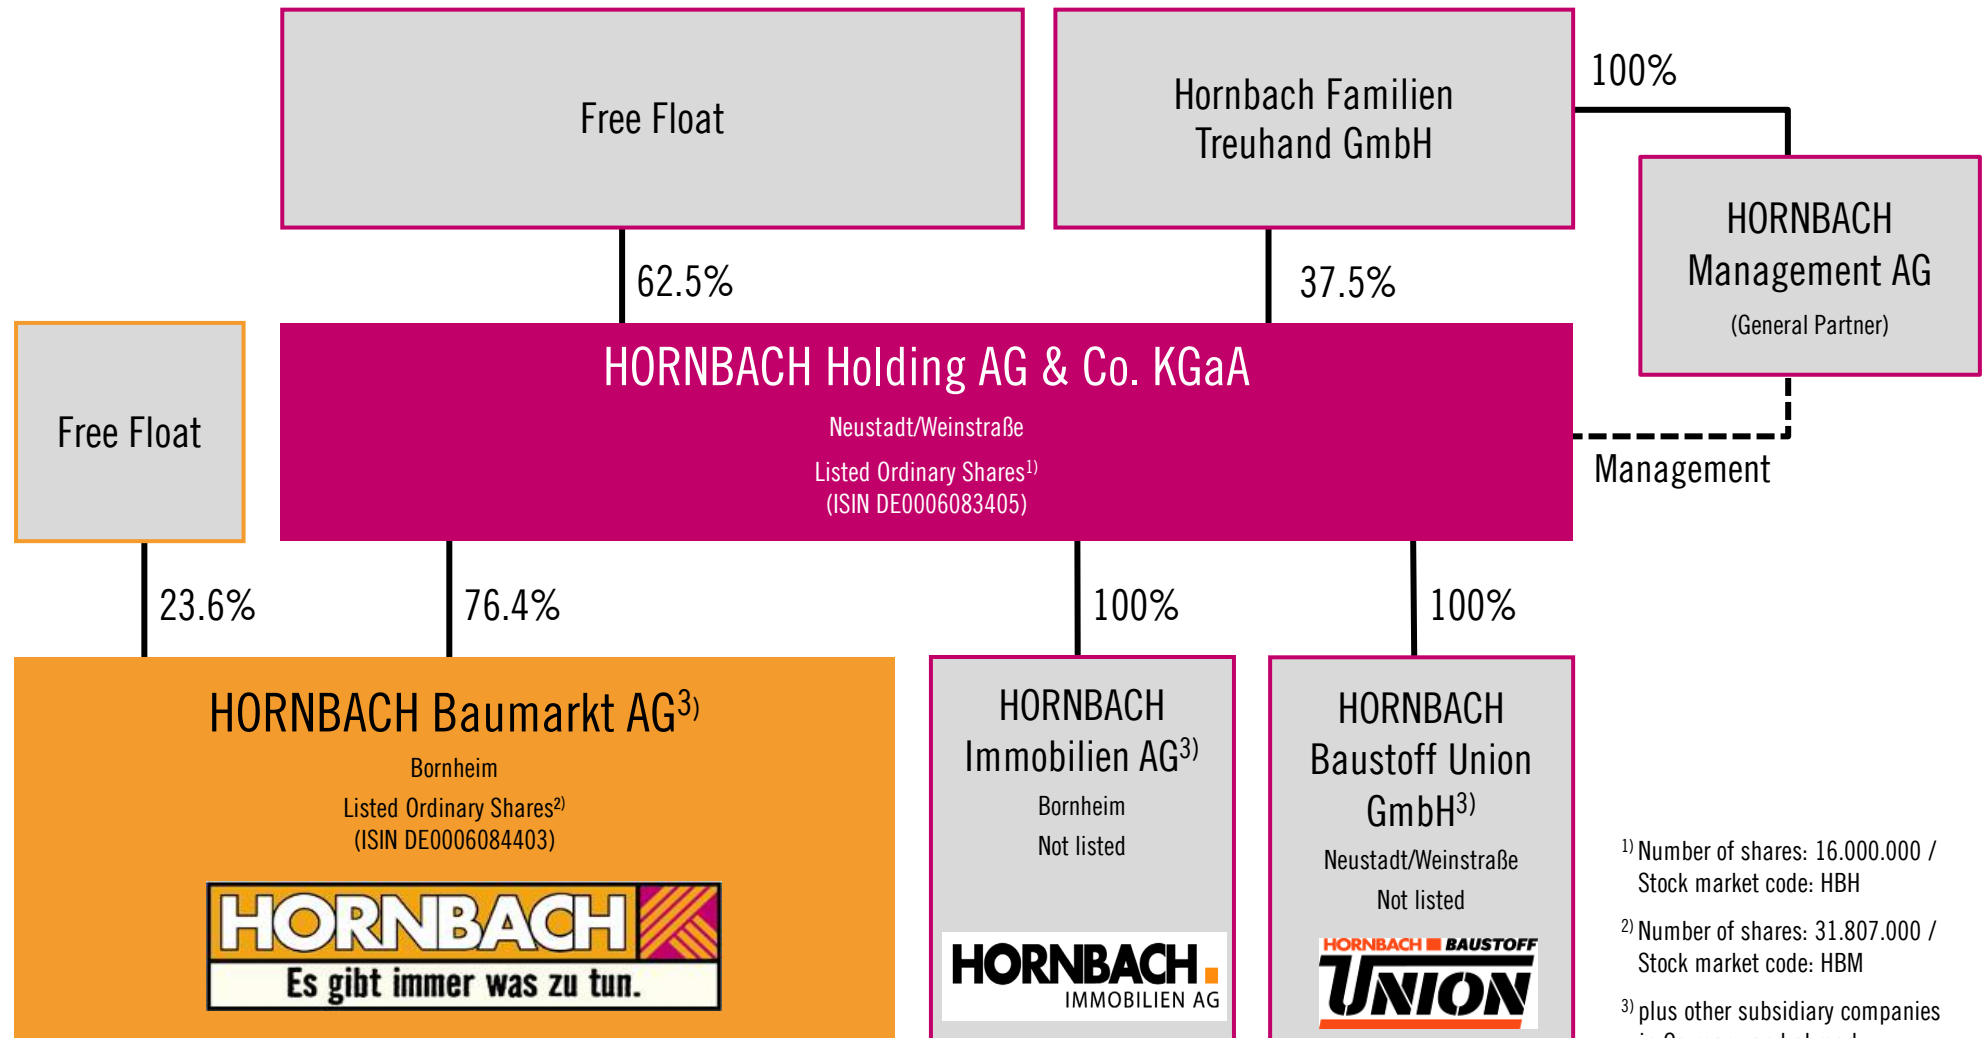 Free Float
Hornbach Familien
Treuhand GmbH
100%
HORNBACH
Management AG
(General Partner)
62.5%
37.5%
Free Float
HORNBACH Holding AG & Co. KGaA
Neustadt/Weinstraße
Listed Ordinary Shares1)
(ISIN DE0006083405)
Management
23.6%
76.4%
100%
100%
HORNBACH Baumarkt AG3)
Bornheim
Listed Ordinary Shares2)
(ISIN DE0006084403)
HORNBACH
Es gibt immer was zu tun.
HORNBACH
Immobilien AG3)
Bornheim
Not listed
HORNBACH
IMMOBILIEN AG
HORNBACH
Baustoff Union
GmbH3)
Neustadt/Weinstraße
Not listed
HORNBACH BAUSTOFF
UNION
1) Number of shares: 16.000.000 /
Stock market code: HBH
2) Number of shares: 31.807.000 /
Stock market code: HBM
3) plus other subsidiary companies